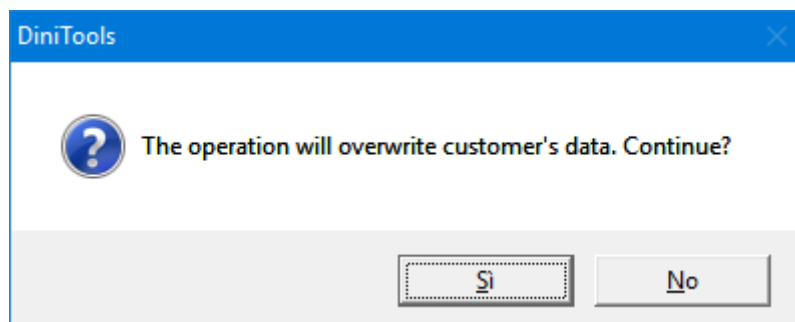 DiniTools
The operation will overwrite customer's data. Continue?
Sì
No